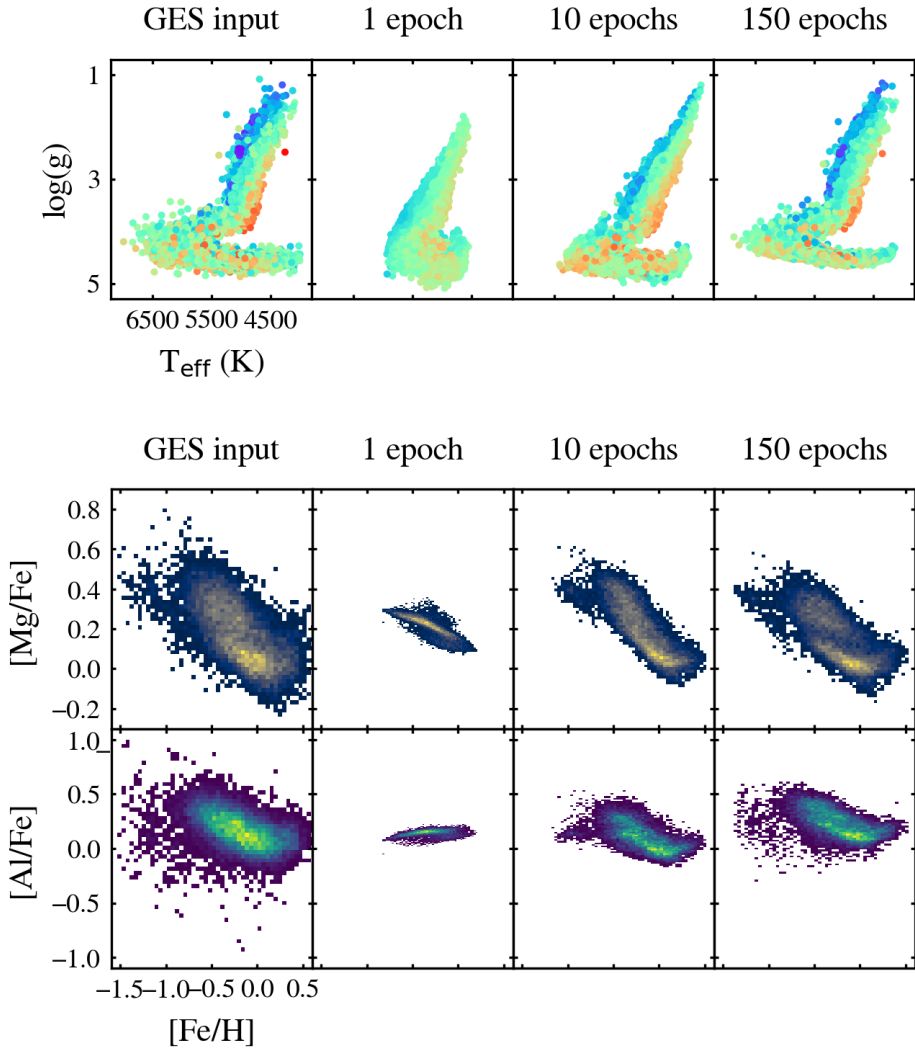 GES input 1 epoch 10 epochs 150 epochs
1
3
5
log(g)
6500 5500 4500
T_eff (K)
GES input 1 epoch 10 epochs 150 epochs
0.8
0.6
0.4
0.2
0.0
−0.2
[Mg/Fe]
1.0
0.5
0.0
−0.5
−1.0
[Al/Fe]
−1.5 −1.0 −0.5 0.0 0.5
[Fe/H]